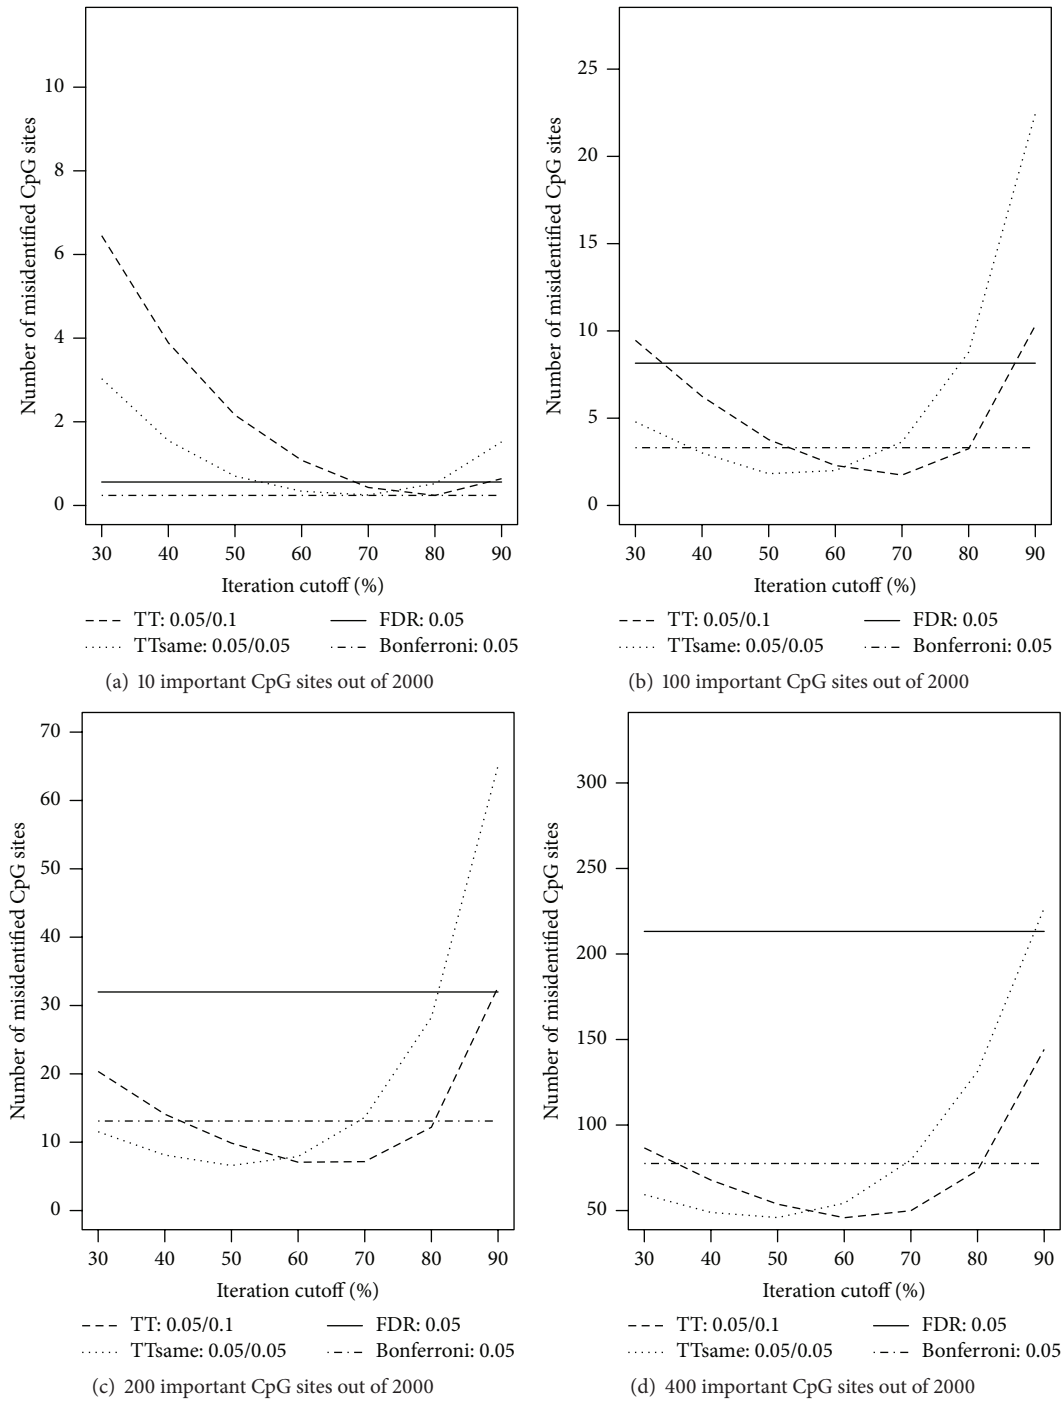 Number of misidentified CpG sites
10
8
6
4
2
0
30 40 50 60 70 80 90
Iteration cutoff (%)
TT: 0.05/0.1 FDR: 0.05
TTsame: 0.05/0.05 Bonferroni: 0.05
(a) 10 important CpG sites out of 2000
Number of misidentified CpG sites
25
20
15
10
5
0
30 40 50 60 70 80 90
Iteration cutoff (%)
TT: 0.05/0.1 FDR: 0.05
TTsame: 0.05/0.05 Bonferroni: 0.05
(b) 100 important CpG sites out of 2000
Number of misidentified CpG sites
70
60
50
40
30
20
10
0
30 40 50 60 70 80 90
Iteration cutoff (%)
TT: 0.05/0.1 FDR: 0.05
TTsame: 0.05/0.05 Bonferroni: 0.05
(c) 200 important CpG sites out of 2000
Number of misidentified CpG sites
300
250
200
150
100
50
30 40 50 60 70 80 90
Iteration cutoff (%)
TT: 0.05/0.1 FDR: 0.05
TTsame: 0.05/0.05 Bonferroni: 0.05
(d) 400 important CpG sites out of 2000